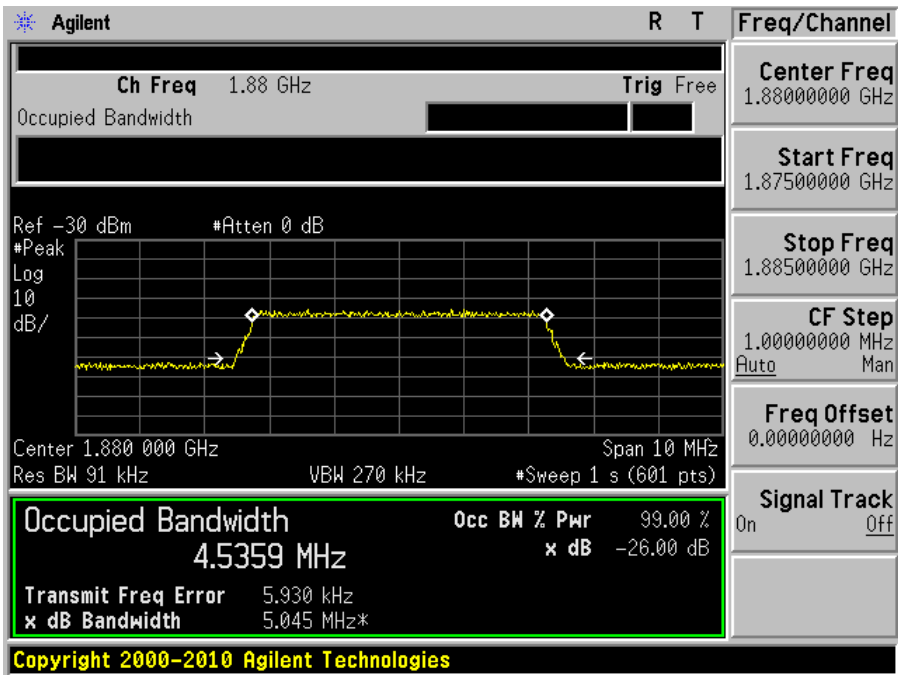 Agilent R T Freq/Channel
Ch Freq 1.88 GHz Trig Free
Occupied Bandwidth
Center Freq
1.88000000 GHz
Start Freq
1.87500000 GHz
Stop Freq
1.88500000 GHz
CF Step
1.00000000 MHz
Auto Man
Freq Offset
0.00000000 Hz
Signal Track
On Off
Ref -30 dBm #Atten 0 dB
#Peak
Log
10
dB/
Center 1.880 000 GHz Span 10 MHz
Res BW 91 kHz VBW 270 kHz #Sweep 1 s (601 pts)
Occupied Bandwidth Occ BW % Pwr 99.00 %
4.5359 MHz x dB -26.00 dB
Transmit Freq Error 5.930 kHz
x dB Bandwidth 5.045 MHz*
Copyright 2000-2010 Agilent Technologies